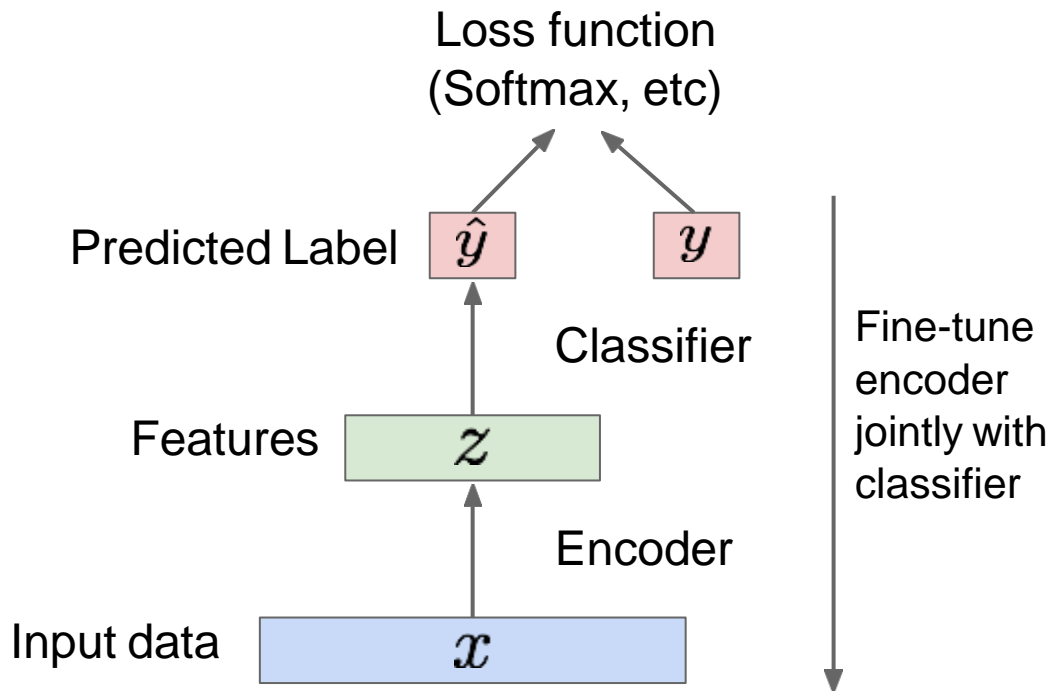 Loss function
(Softmax, etc)
Predicted Label
ŷ
y
Classifier
Fine-tune
encoder
jointly with
classifier
Features
z
Encoder
Input data
x